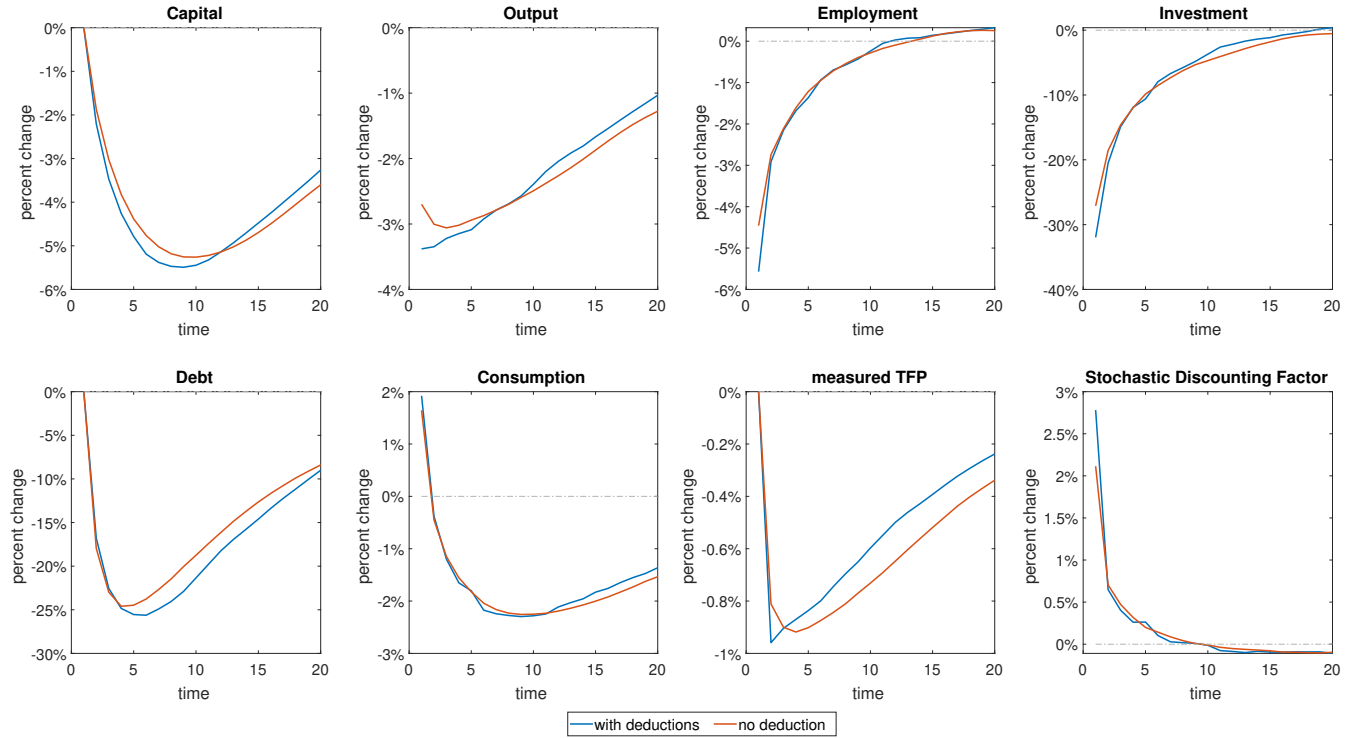 Capital
0%
-1%
-2%
-3%
-4%
-5%
-6%
percent change
0 5 10 15 20
time
Output
0%
-1%
-2%
-3%
-4%
percent change
0 5 10 15 20
time
Employment
0%
-1%
-2%
-3%
-4%
-5%
-6%
percent change
0 5 10 15 20
time
Investment
0%
-10%
-20%
-30%
-40%
percent change
0 5 10 15 20
time
Debt
0%
-5%
-10%
-15%
-20%
-25%
-30%
percent change
0 5 10 15 20
time
Consumption
2%
1%
0%
-1%
-2%
-3%
percent change
0 5 10 15 20
time
measured TFP
0%
-0.2%
-0.4%
-0.6%
-0.8%
-1%
percent change
0 5 10 15 20
time
Stochastic Discounting Factor
3%
2.5%
2%
1.5%
1%
0.5%
0%
percent change
0 5 10 15 20
time
with deductions no deduction